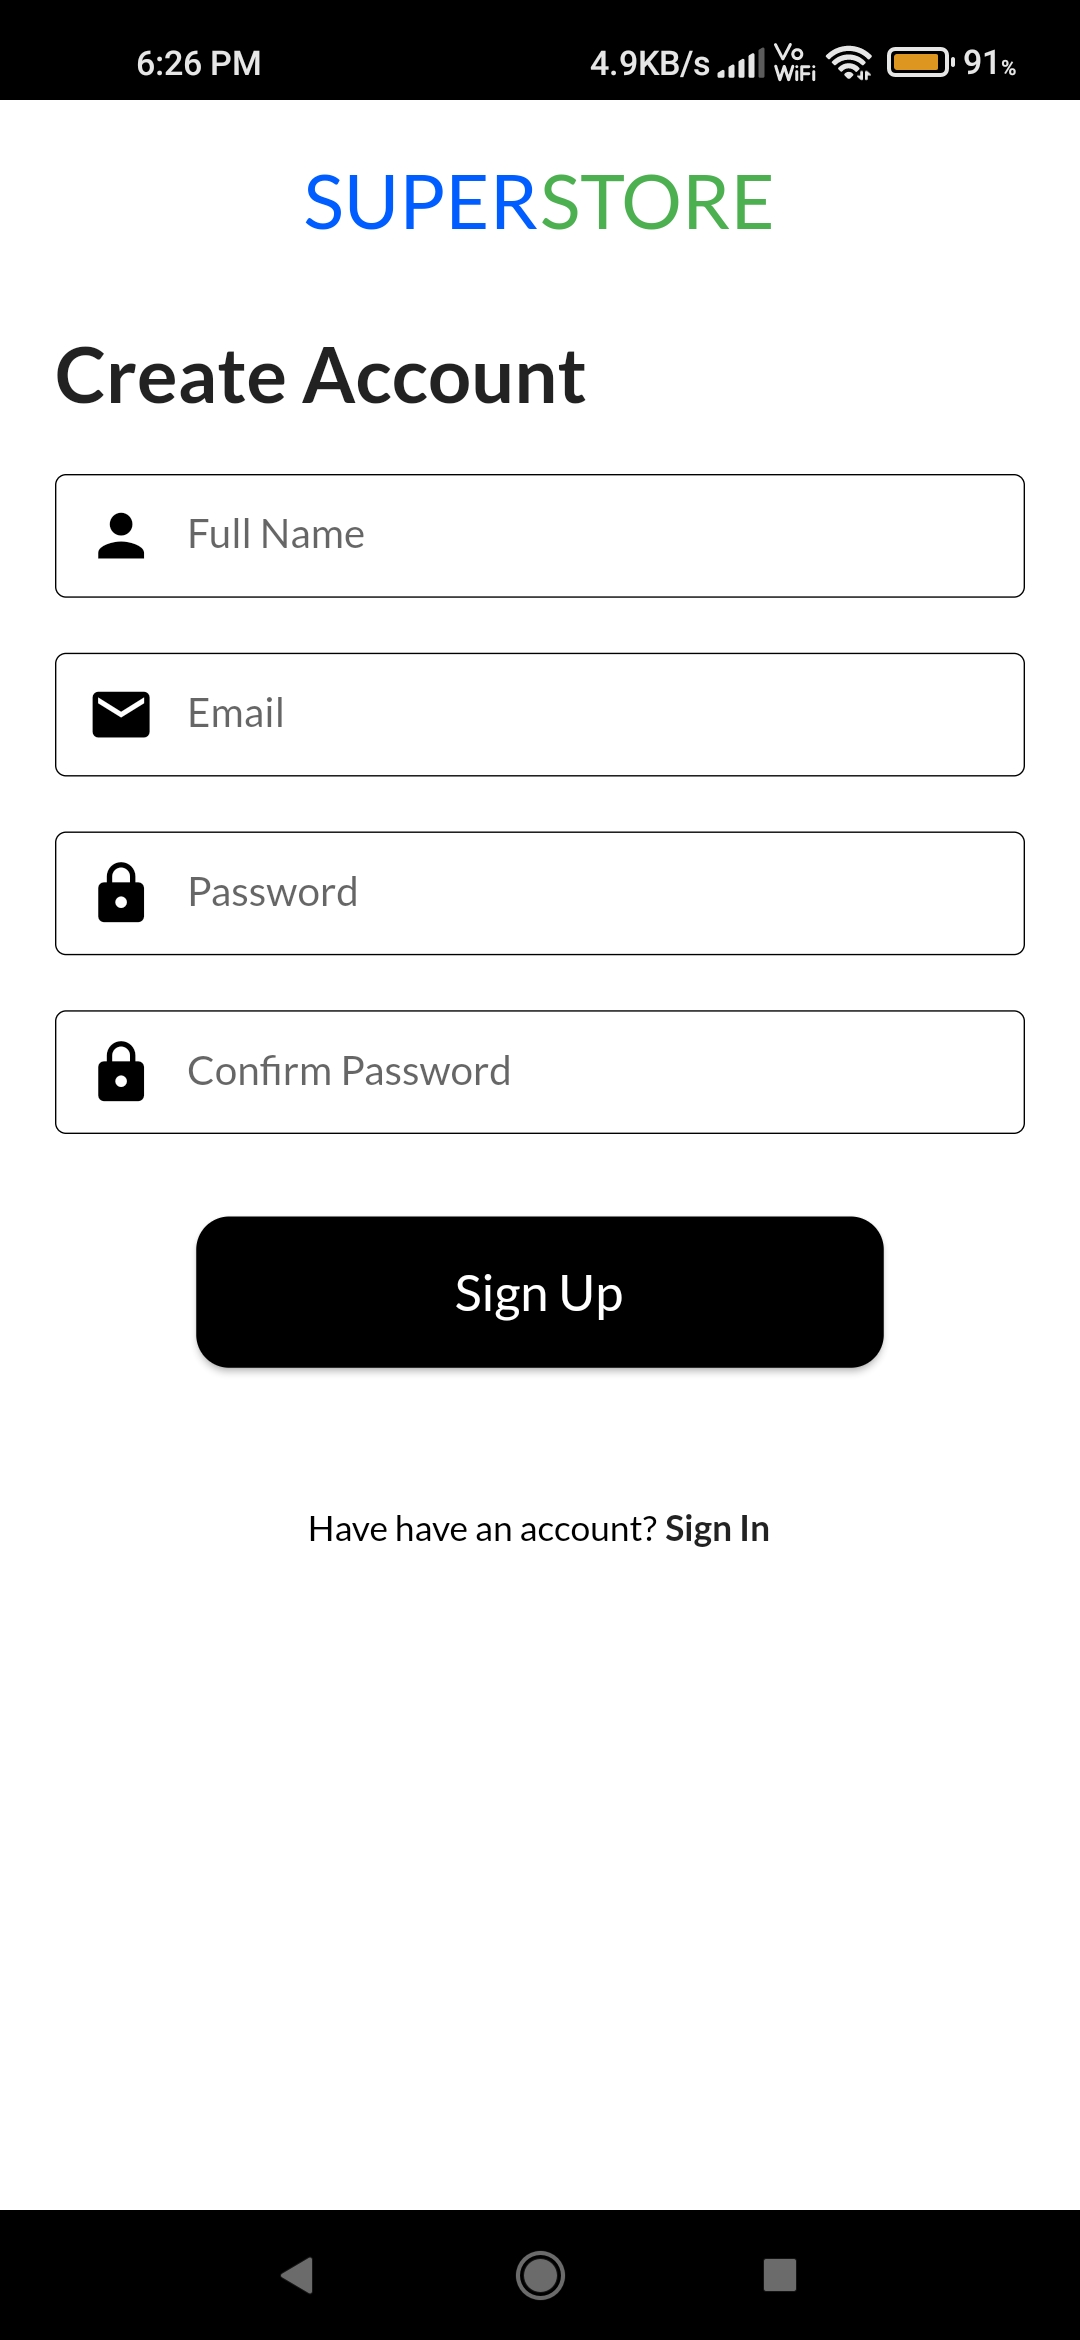 6:26 PM 4.9KB/s Vo WiFi 91%
SUPERSTORE
Create Account
Full Name
Email
Password
Confirm Password
Sign Up
Have have an account? Sign In